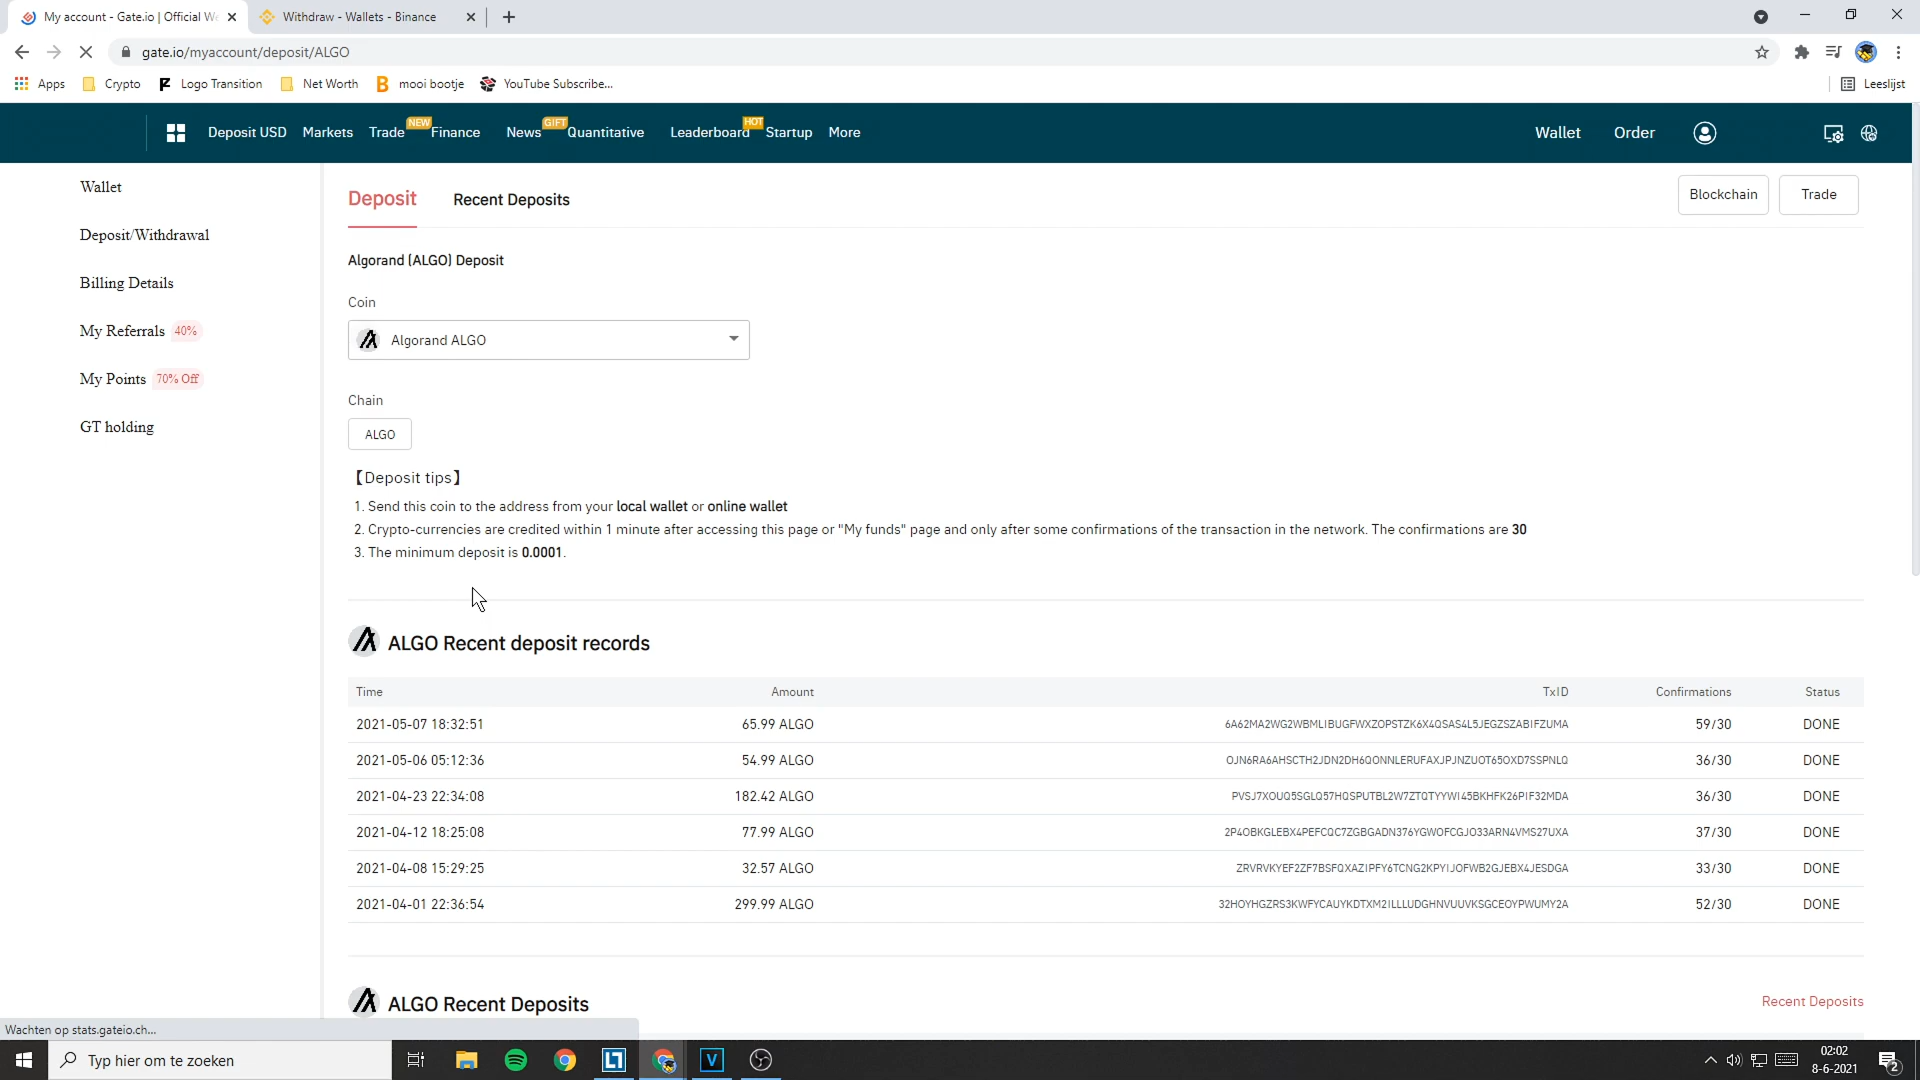 My account - Gate.io | Official We
Withdraw - Wallets - Binance
gate.io/myaccount/deposit/ALGO
Apps
Crypto
Logo Transition
Net Worth
mooi bootje
YouTube Subscribe...
Leeslijst
Deposit USD
Markets
Trade
NEW
Finance
News
GIFT
Quantitative
Leaderboard
HOT
Startup
More
Wallet
Order
Wallet
Deposit/Withdrawal
Billing Details
My Referrals 40%
My Points 70% Off
GT holding
Deposit
Recent Deposits
Blockchain
Trade
Algorand (ALGO) Deposit
Coin
Algorand ALGO
Chain
ALGO
【Deposit tips】
1. Send this coin to the address from your local wallet or online wallet
2. Crypto-currencies are credited within 1 minute after accessing this page or "My funds" page and only after some confirmations of the transaction in the network. The confirmations are 30
3. The minimum deposit is 0.0001.
ALGO Recent deposit records
Time Amount TxID Confirmations Status
2021-05-07 18:32:51 65.99 ALGO 6A62MA2WG2WBMLIBUGFWXZOPSTZK6X4QSAS4L5JEGZSZABIFZUMA 59/30 DONE
2021-05-06 05:12:36 54.99 ALGO OJN6RA6AHSCTH2JDN2DH6QONNLERUFAXJPJNZUOT65OXD7SSPNLQ 36/30 DONE
2021-04-23 22:34:08 182.42 ALGO PVSJ7XOUQ5SGLQ57HQSPUTBL2W7ZTQTYYWI45BKHFK26PIF32MDA 36/30 DONE
2021-04-12 18:25:08 77.99 ALGO 2P4OBKGLEBX4PEFCQC7ZGBGADN376YGWOFCGJO33ARN4VMS27UXA 37/30 DONE
2021-04-08 15:29:25 32.57 ALGO ZRVRVKYEF2ZF7BSFQXAZIPFY6TCNG2KPYIJOFWB2GJEBX4JESDGA 33/30 DONE
2021-04-01 22:36:54 299.99 ALGO 32HOYHGZRS3KWFYCAUYKDTXM2ILLLUDGHNVUUVKSGCEOYPWUMY2A 52/30 DONE
ALGO Recent Deposits
Recent Deposits
Wachten op stats.gateio.ch...
Typ hier om te zoeken
02:02
8-6-2021
2